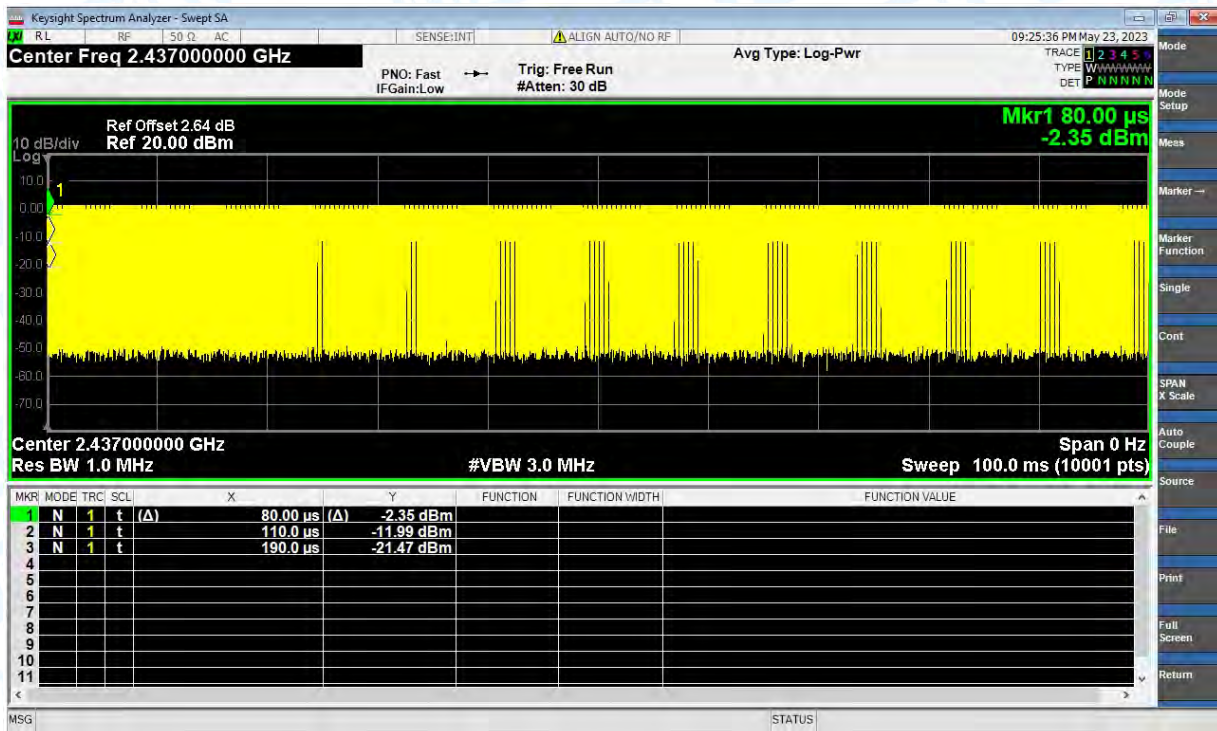 Keysight Spectrum Analyzer - Swept SA
LXI RL RF 50 Ω AC SENSE:INT ALIGN AUTO/NO RF 09:25:36 PM May 23, 2023
Center Freq 2.437000000 GHz
PNO: Fast
IFGain:Low
Trig: Free Run
#Atten: 30 dB
Avg Type: Log-Pwr
TRACE 1 2 3 4 5 6
TYPE WWWWWWW
DET P N N N N N
Mkr1 80.00 µs
-2.35 dBm
Ref Offset 2.64 dB
10 dB/div Ref 20.00 dBm
Log
1
10.0
0.00
-10.0
-20.0
-30.0
-40.0
-50.0
-60.0
-70.0
Center 2.437000000 GHz Span 0 Hz
Res BW 1.0 MHz #VBW 3.0 MHz Sweep 100.0 ms (10001 pts)
MKR MODE TRC SCL X Y FUNCTION FUNCTION WIDTH FUNCTION VALUE
1 N 1 t (Δ) 80.00 µs (Δ) -2.35 dBm
2 N 1 t 110.0 µs -11.99 dBm
3 N 1 t 190.0 µs -21.47 dBm
4
5
6
7
8
9
10
11
MSG STATUS
Mode
Mode
Setup
Meas
Marker →
Marker
Function
Single
Cont
SPAN
X Scale
Auto
Couple
Source
File
Print
Full
Screen
Return